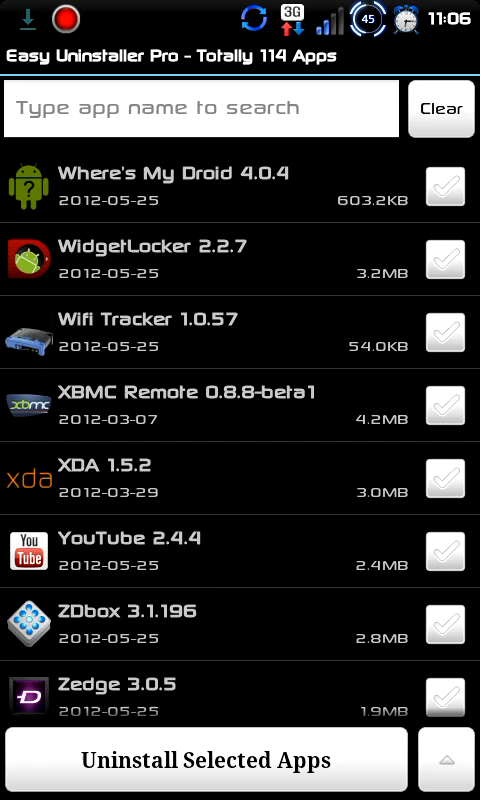 3G 45 11:06
Easy Uninstaller Pro - Totally 114 Apps
Type app name to search Clear
Where's My Droid 4.0.4
2012-05-25 603.2KB
WidgetLocker 2.2.7
2012-05-25 3.2MB
Wifi Tracker 1.0.57
2012-05-25 54.0KB
XBMC Remote 0.8.8-beta1
xbmc
2012-03-07 4.2MB
XDA 1.5.2
xda
2012-03-29 3.0MB
YouTube 2.4.4
You
Tube
2012-05-25 2.4MB
ZDbox 3.1.196
2012-05-25 2.8MB
Zedge 3.0.5
2012-05-25 1.9MB
Uninstall Selected Apps